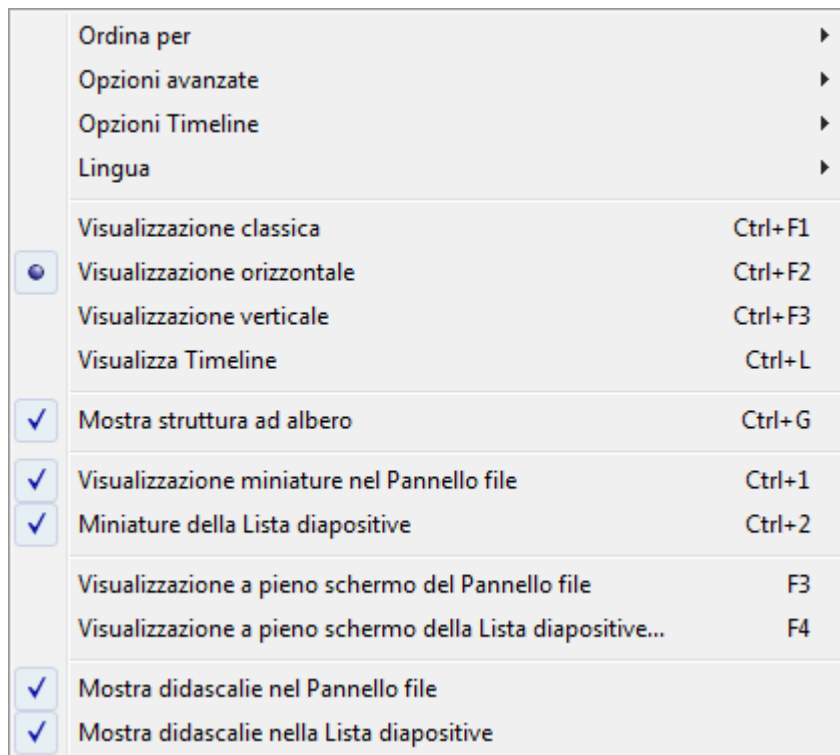 Ordina per
Opzioni avanzate
Opzioni Timeline
Lingua
Visualizzazione classica Ctrl+F1
Visualizzazione orizzontale Ctrl+F2
Visualizzazione verticale Ctrl+F3
Visualizza Timeline Ctrl+L
Mostra struttura ad albero Ctrl+G
Visualizzazione miniature nel Pannello file Ctrl+1
Miniature della Lista diapositive Ctrl+2
Visualizzazione a pieno schermo del Pannello file F3
Visualizzazione a pieno schermo della Lista diapositive... F4
Mostra didascalie nel Pannello file
Mostra didascalie nella Lista diapositive